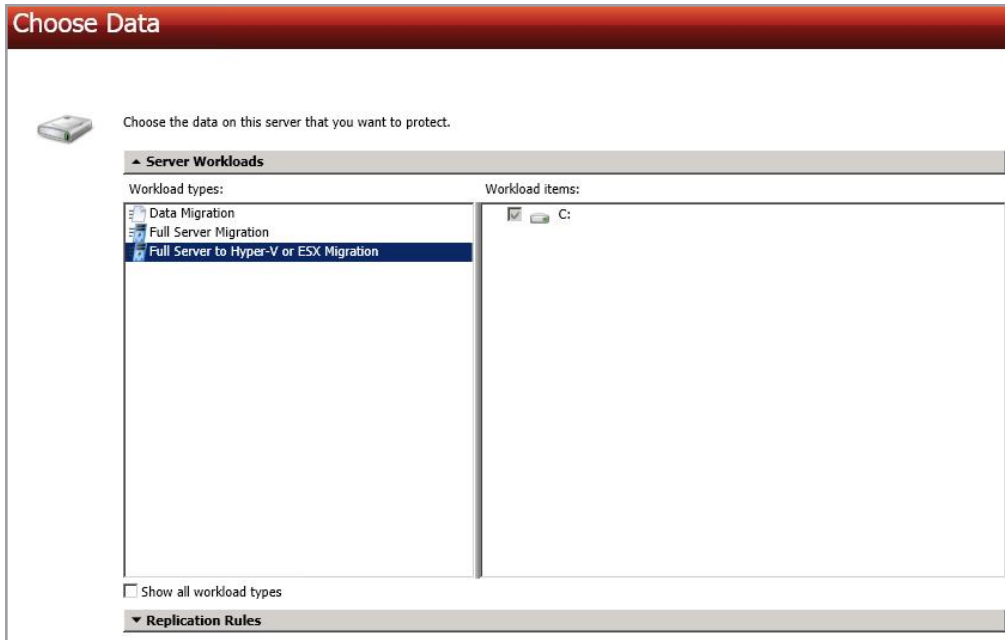 Choose Data
Choose the data on this server that you want to protect.
Server Workloads
Workload types:
Workload items:
Data Migration
Full Server Migration
Full Server to Hyper-V or ESX Migration
C:
Show all workload types
Replication Rules